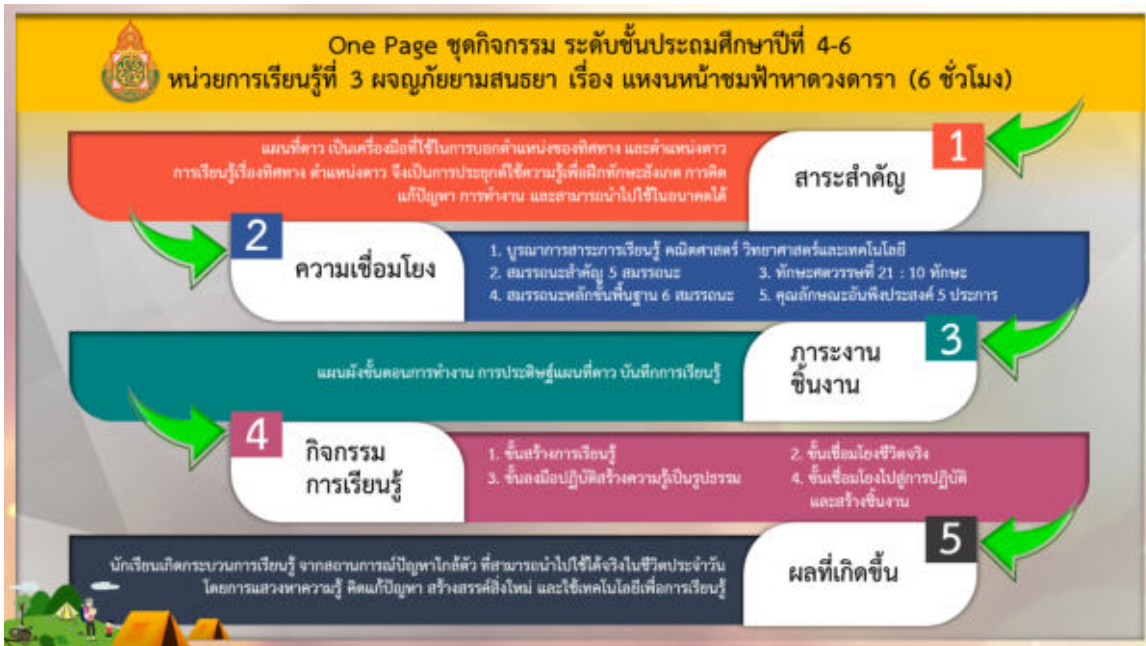 One Page ชุดกิจกรรม ระดับชั้นประถมศึกษาปีที่ 4-6
หน่วยการเรียนรู้ที่ 3 ผจญภัยยามสนธยา เรื่อง แหงนหน้าชมฟ้าหาดวงดารา (6 ชั่วโมง)
1
สาระสำคัญ
แผนที่ดาว เป็นเครื่องมือที่ใช้ในการบอกตำแหน่งของทิศทาง และตำแหน่งดาว
การเรียนรู้เรื่องทิศทาง ตำแหน่งดาว จึงเป็นการประยุกต์ใช้ความรู้เพื่อฝึกทักษะสังเกต การคิด
แก้ปัญหา การทำงาน และสามารถนำไปใช้ในอนาคตได้
2
ความเชื่อมโยง
1. บูรณาการสาระการเรียนรู้ คณิตศาสตร์ วิทยาศาสตร์และเทคโนโลยี
2. สมรรถนะสำคัญ 5 สมรรถนะ 3. ทักษะศตวรรษที่ 21 : 10 ทักษะ
4. สมรรถนะหลักขั้นพื้นฐาน 6 สมรรถนะ 5. คุณลักษณะอันพึงประสงค์ 5 ประการ
3
ภาระงาน
ชิ้นงาน
แผนผังขั้นตอนการทำงาน การประดิษฐ์แผนที่ดาว บันทึกการเรียนรู้
4
กิจกรรม
การเรียนรู้
1. ขั้นสร้างการเรียนรู้ 2. ขั้นเชื่อมโยงชีวิตจริง
3. ขั้นลงมือปฏิบัติสร้างความรู้เป็นรูปธรรม 4. ขั้นเชื่อมโยงไปสู่การปฏิบัติ
และสร้างชิ้นงาน
5
ผลที่เกิดขึ้น
นักเรียนเกิดกระบวนการเรียนรู้ จากสถานการณ์ปัญหาใกล้ตัว ที่สามารถนำไปใช้ได้จริงในชีวิตประจำวัน
โดยการแสวงหาความรู้ คิดแก้ปัญหา สร้างสรรค์สิ่งใหม่ และใช้เทคโนโลยีเพื่อการเรียนรู้